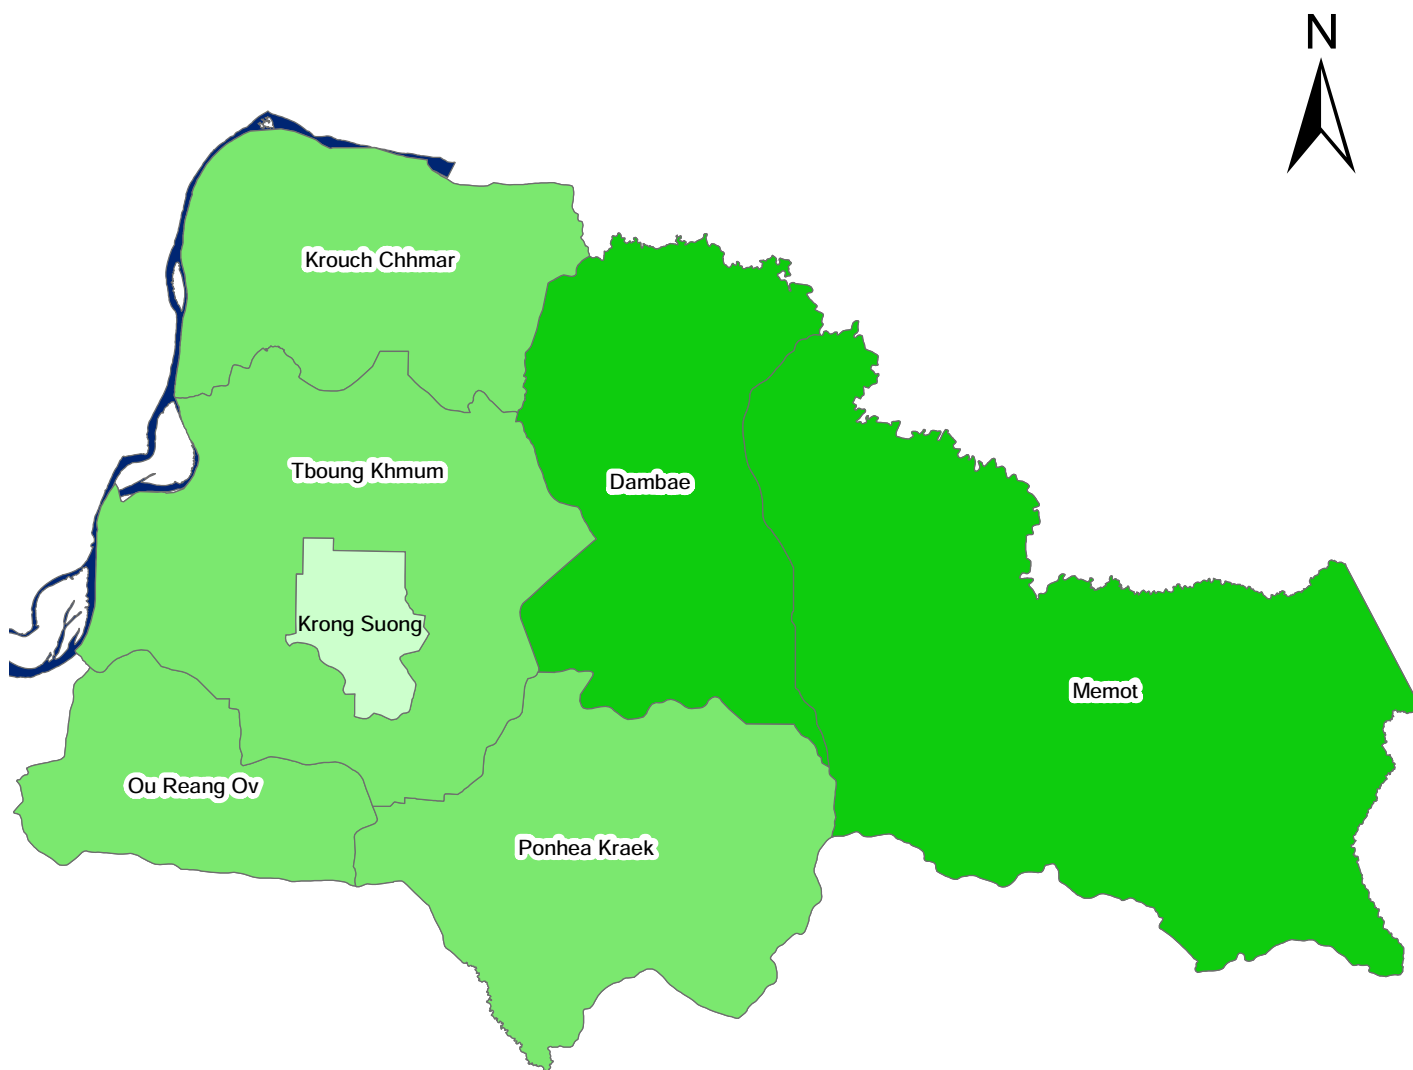 N
Krouch Chhmar
Tboung Khmum
Dambae
Krong Suong
Memot
Ou Reang Ov
Ponhea Kraek